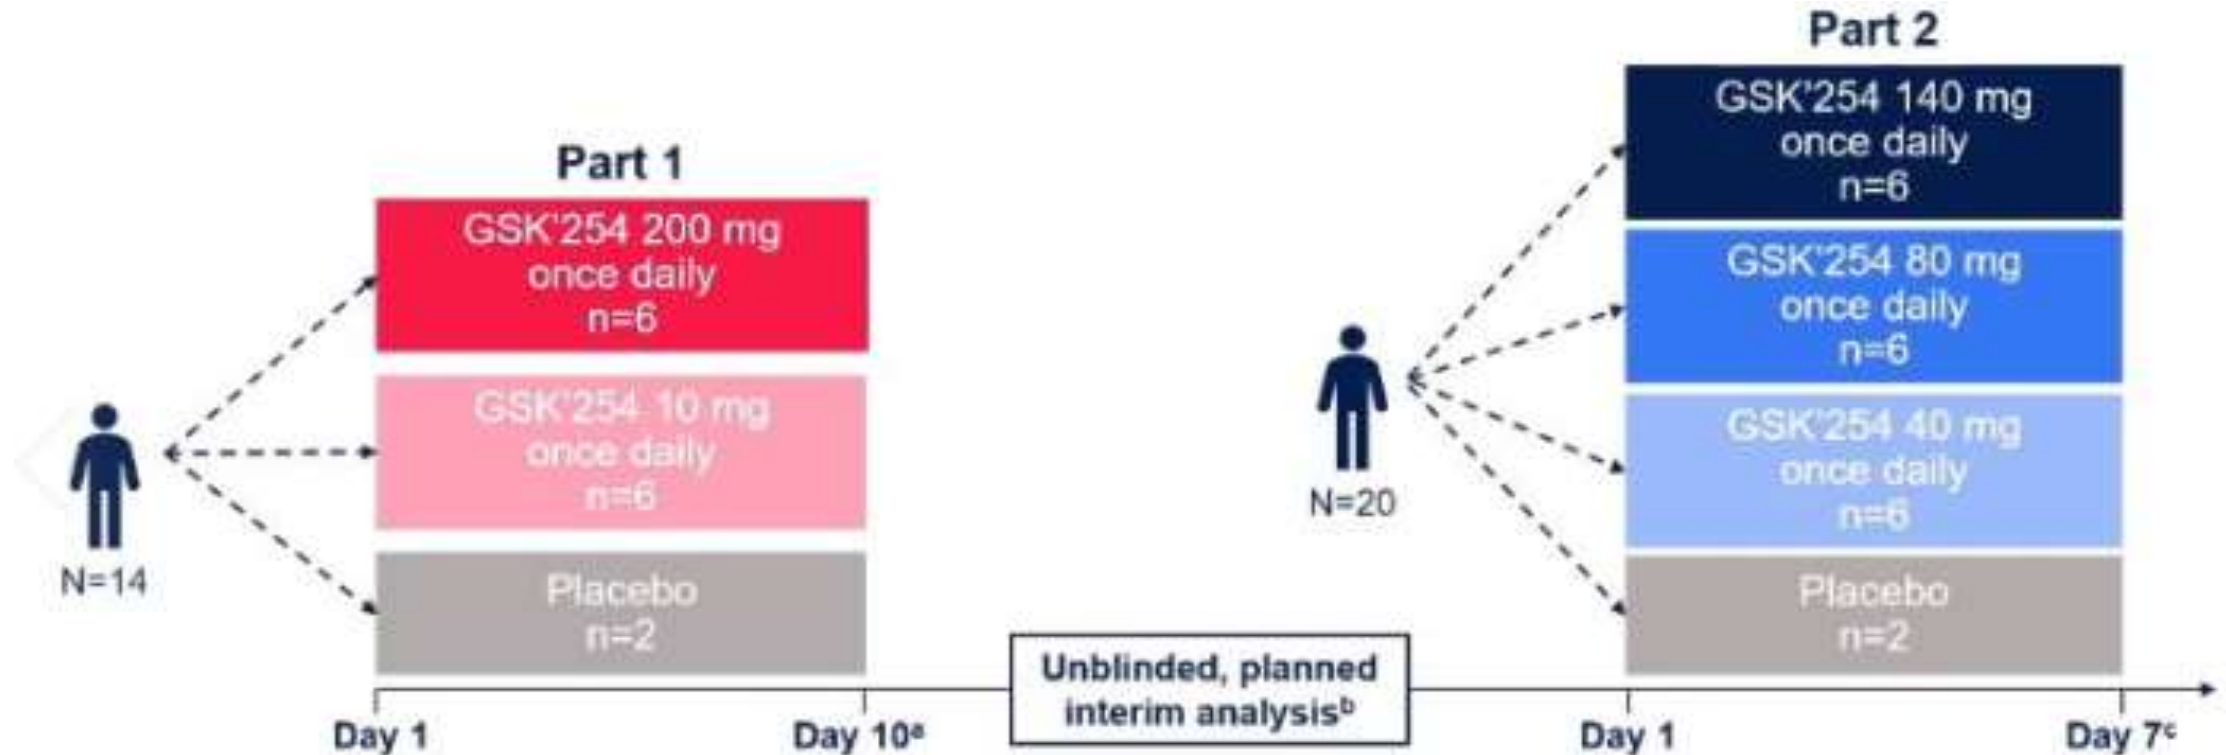 Part 1
GSK'254 200 mg
once daily
n=6
GSK'254 10 mg
once daily
n=6
Placebo
n=2
N=14
Day 1
Day 10ᵃ
Unblinded, planned
interim analysisᵇ
Part 2
GSK'254 140 mg
once daily
n=6
GSK'254 80 mg
once daily
n=6
GSK'254 40 mg
once daily
n=6
Placebo
n=2
N=20
Day 1
Day 7ᶜ